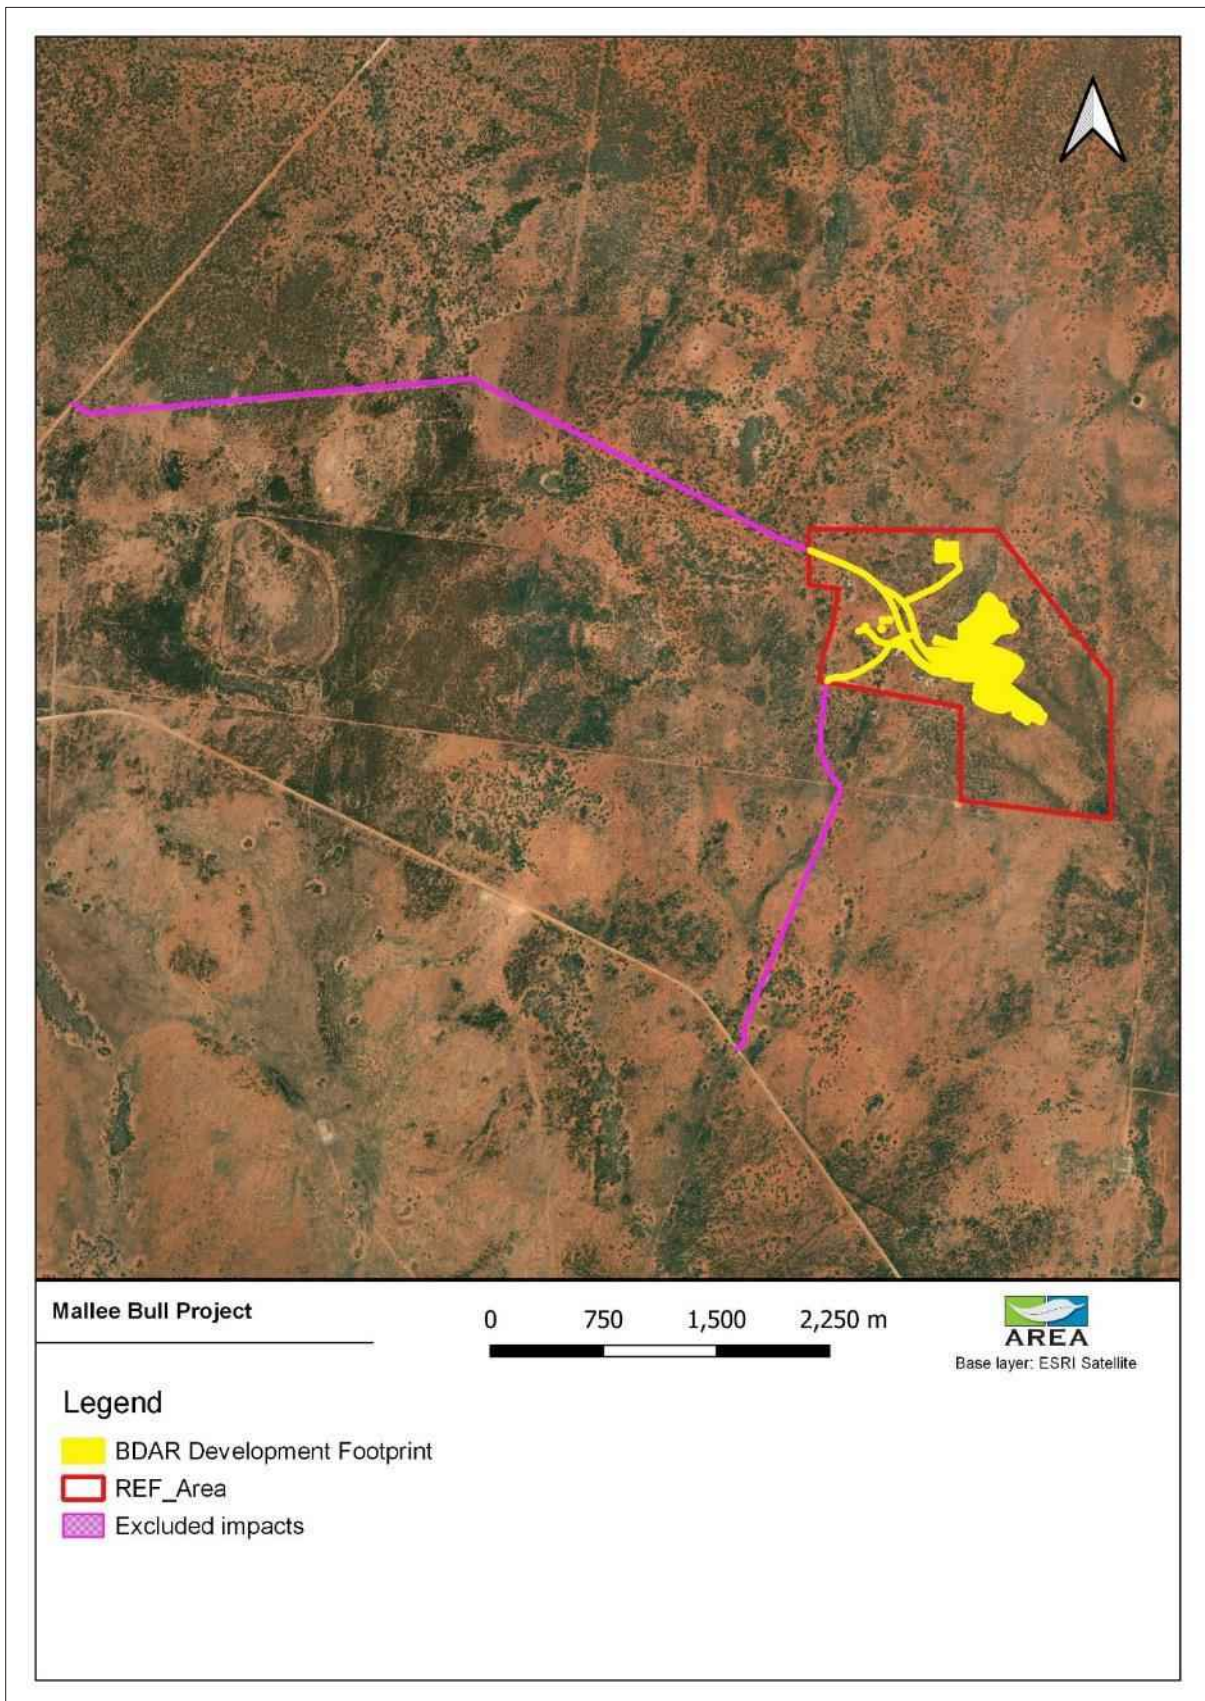 Mallee Bull Project
0 750 1,500 2,250 m
AREA
Base layer: ESRI Satellite
Legend
BDAR Development Footprint
REF_Area
Excluded impacts